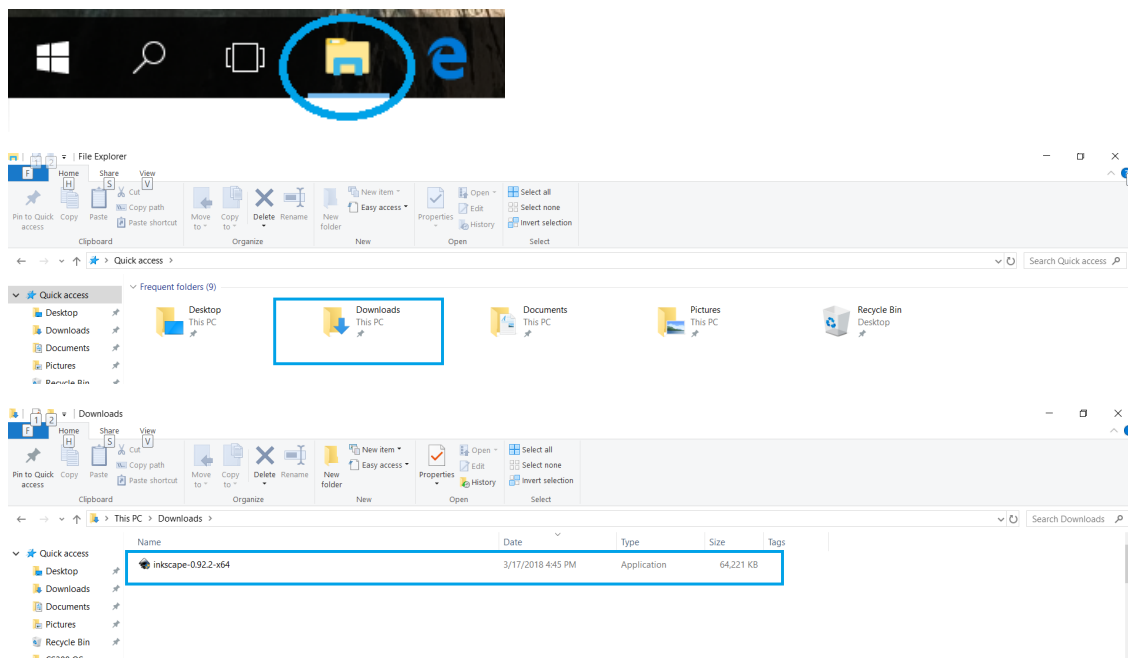 File Explorer
1 2
F Home Share View
H S V
Pin to Quick access
Copy
Paste
Cut
Copy path
Paste shortcut
Move to
Copy to
Delete
Rename
New folder
New item
Easy access
Properties
Open
Edit
History
Select all
Select none
Invert selection
Clipboard Organize New Open Select
Quick access
Search Quick access
Quick access
Desktop
Downloads
Documents
Pictures
Recycle Bin
Frequent folders (9)
Desktop
This PC
Downloads
This PC
Documents
This PC
Pictures
This PC
Recycle Bin
Desktop
Downloads
1 2
F Home Share View
H S V
Pin to Quick access
Copy
Paste
Cut
Copy path
Paste shortcut
Move to
Copy to
Delete
Rename
New folder
New item
Easy access
Properties
Open
Edit
History
Select all
Select none
Invert selection
Clipboard Organize New Open Select
This PC > Downloads >
Search Downloads
Quick access
Desktop
Downloads
Documents
Pictures
Recycle Bin
Name Date Type Size Tags
inkscape-0.92.2-x64 3/17/2018 4:45 PM Application 64,221 KB